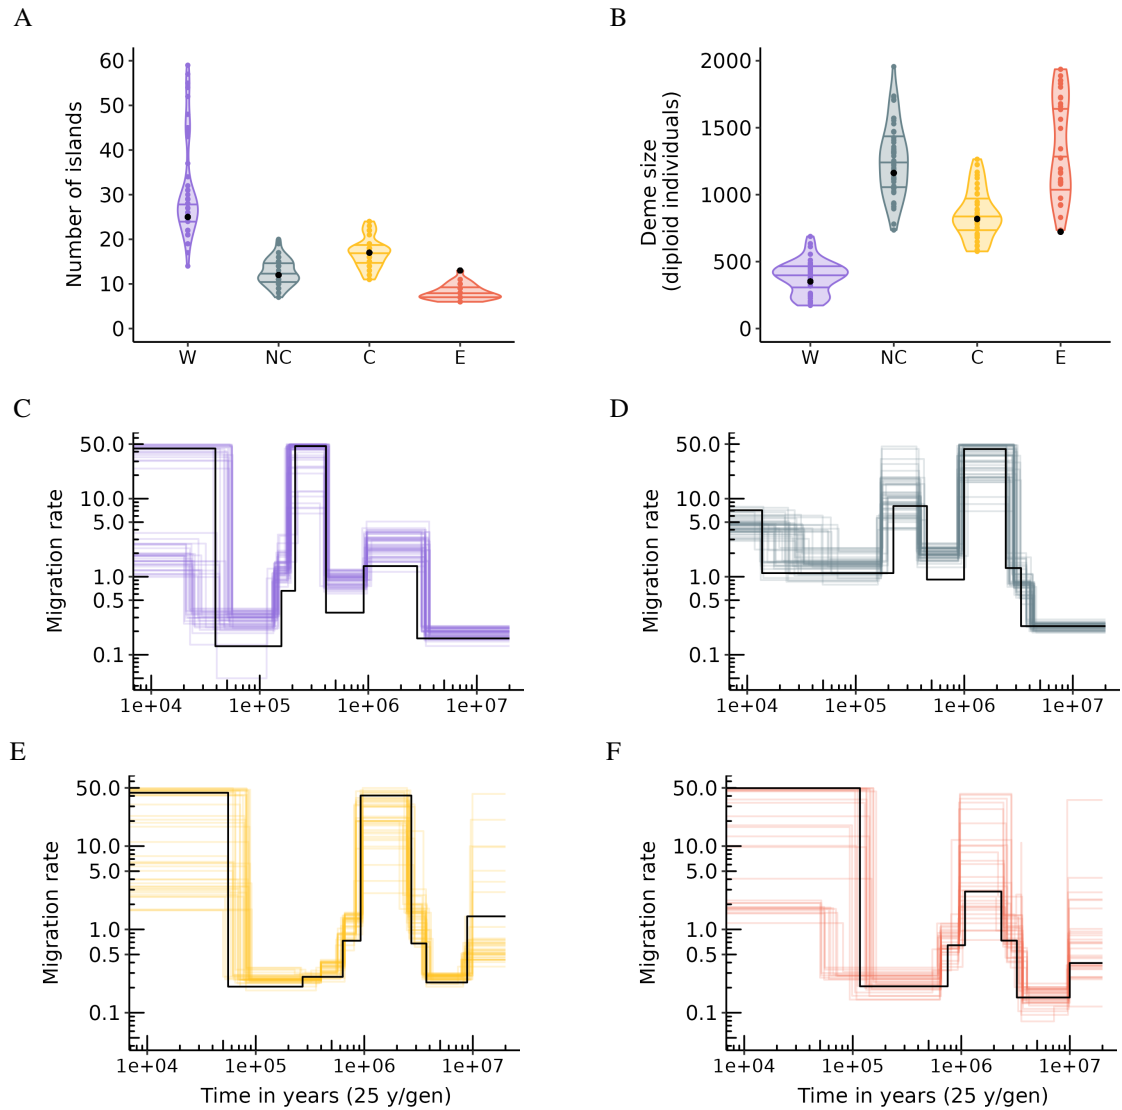 A
Number of islands
60
50
40
30
20
10
0
W NC C E
B
Deme size
(diploid individuals)
2000
1500
1000
500
0
W NC C E
C
Migration rate
50.0
10.0
5.0
1.0
0.5
0.1
1e+04 1e+05 1e+06 1e+07
D
Migration rate
50.0
10.0
5.0
1.0
0.5
0.1
1e+04 1e+05 1e+06 1e+07
E
Migration rate
50.0
10.0
5.0
1.0
0.5
0.1
1e+04 1e+05 1e+06 1e+07
Time in years (25 y/gen)
F
Migration rate
50.0
10.0
5.0
1.0
0.5
0.1
1e+04 1e+05 1e+06 1e+07
Time in years (25 y/gen)